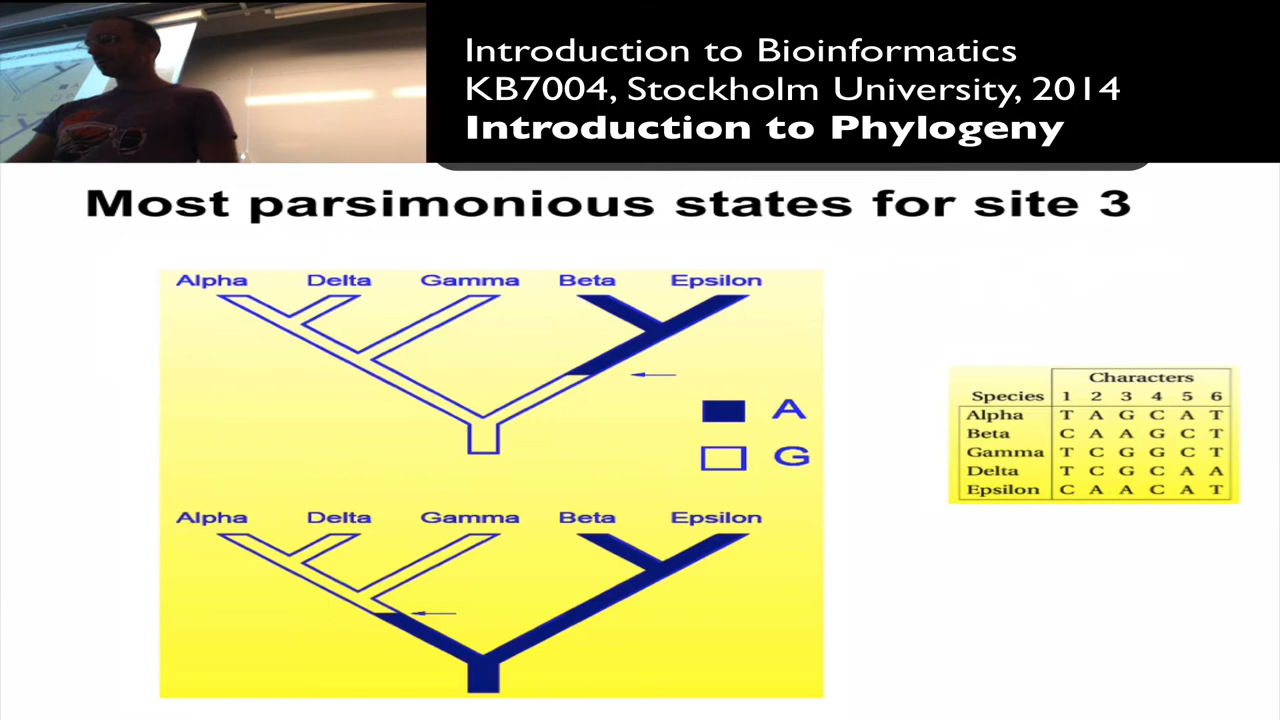 Introduction to Bioinformatics
KB7004, Stockholm University, 2014
Introduction to Phylogeny
Most parsimonious states for site 3
Alpha Delta Gamma Beta Epsilon
A
G
Alpha Delta Gamma Beta Epsilon
Characters
Species 1 2 3 4 5 6
Alpha T A G C A T
Beta C A A G C T
Gamma T C G G C T
Delta T C G C A A
Epsilon C A A C A T